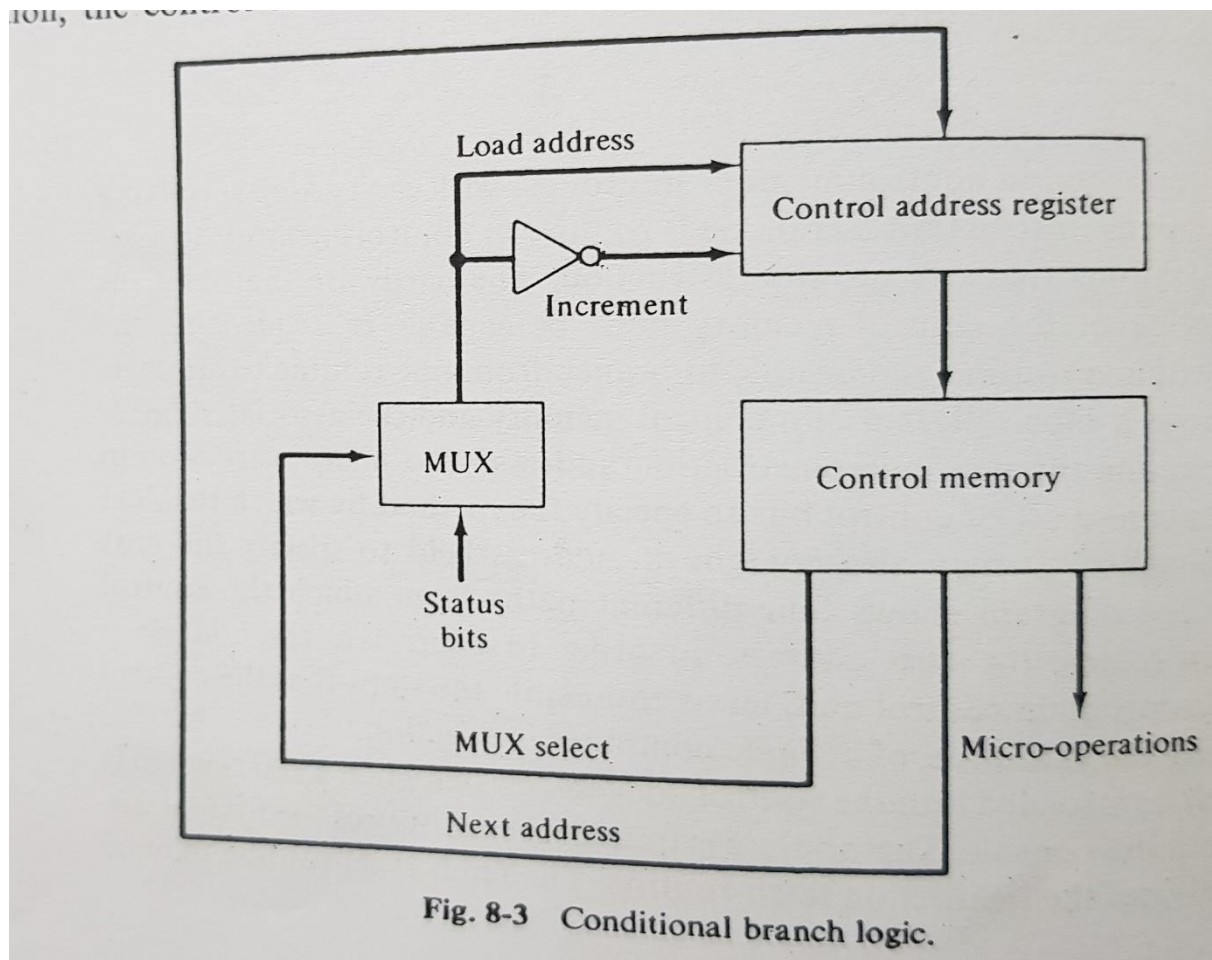 the
Load address
Control address register
Increment
MUX
Control memory
Status
bits
MUX select
Micro-operations
Next address
Fig. 8-3 Conditional branch logic.